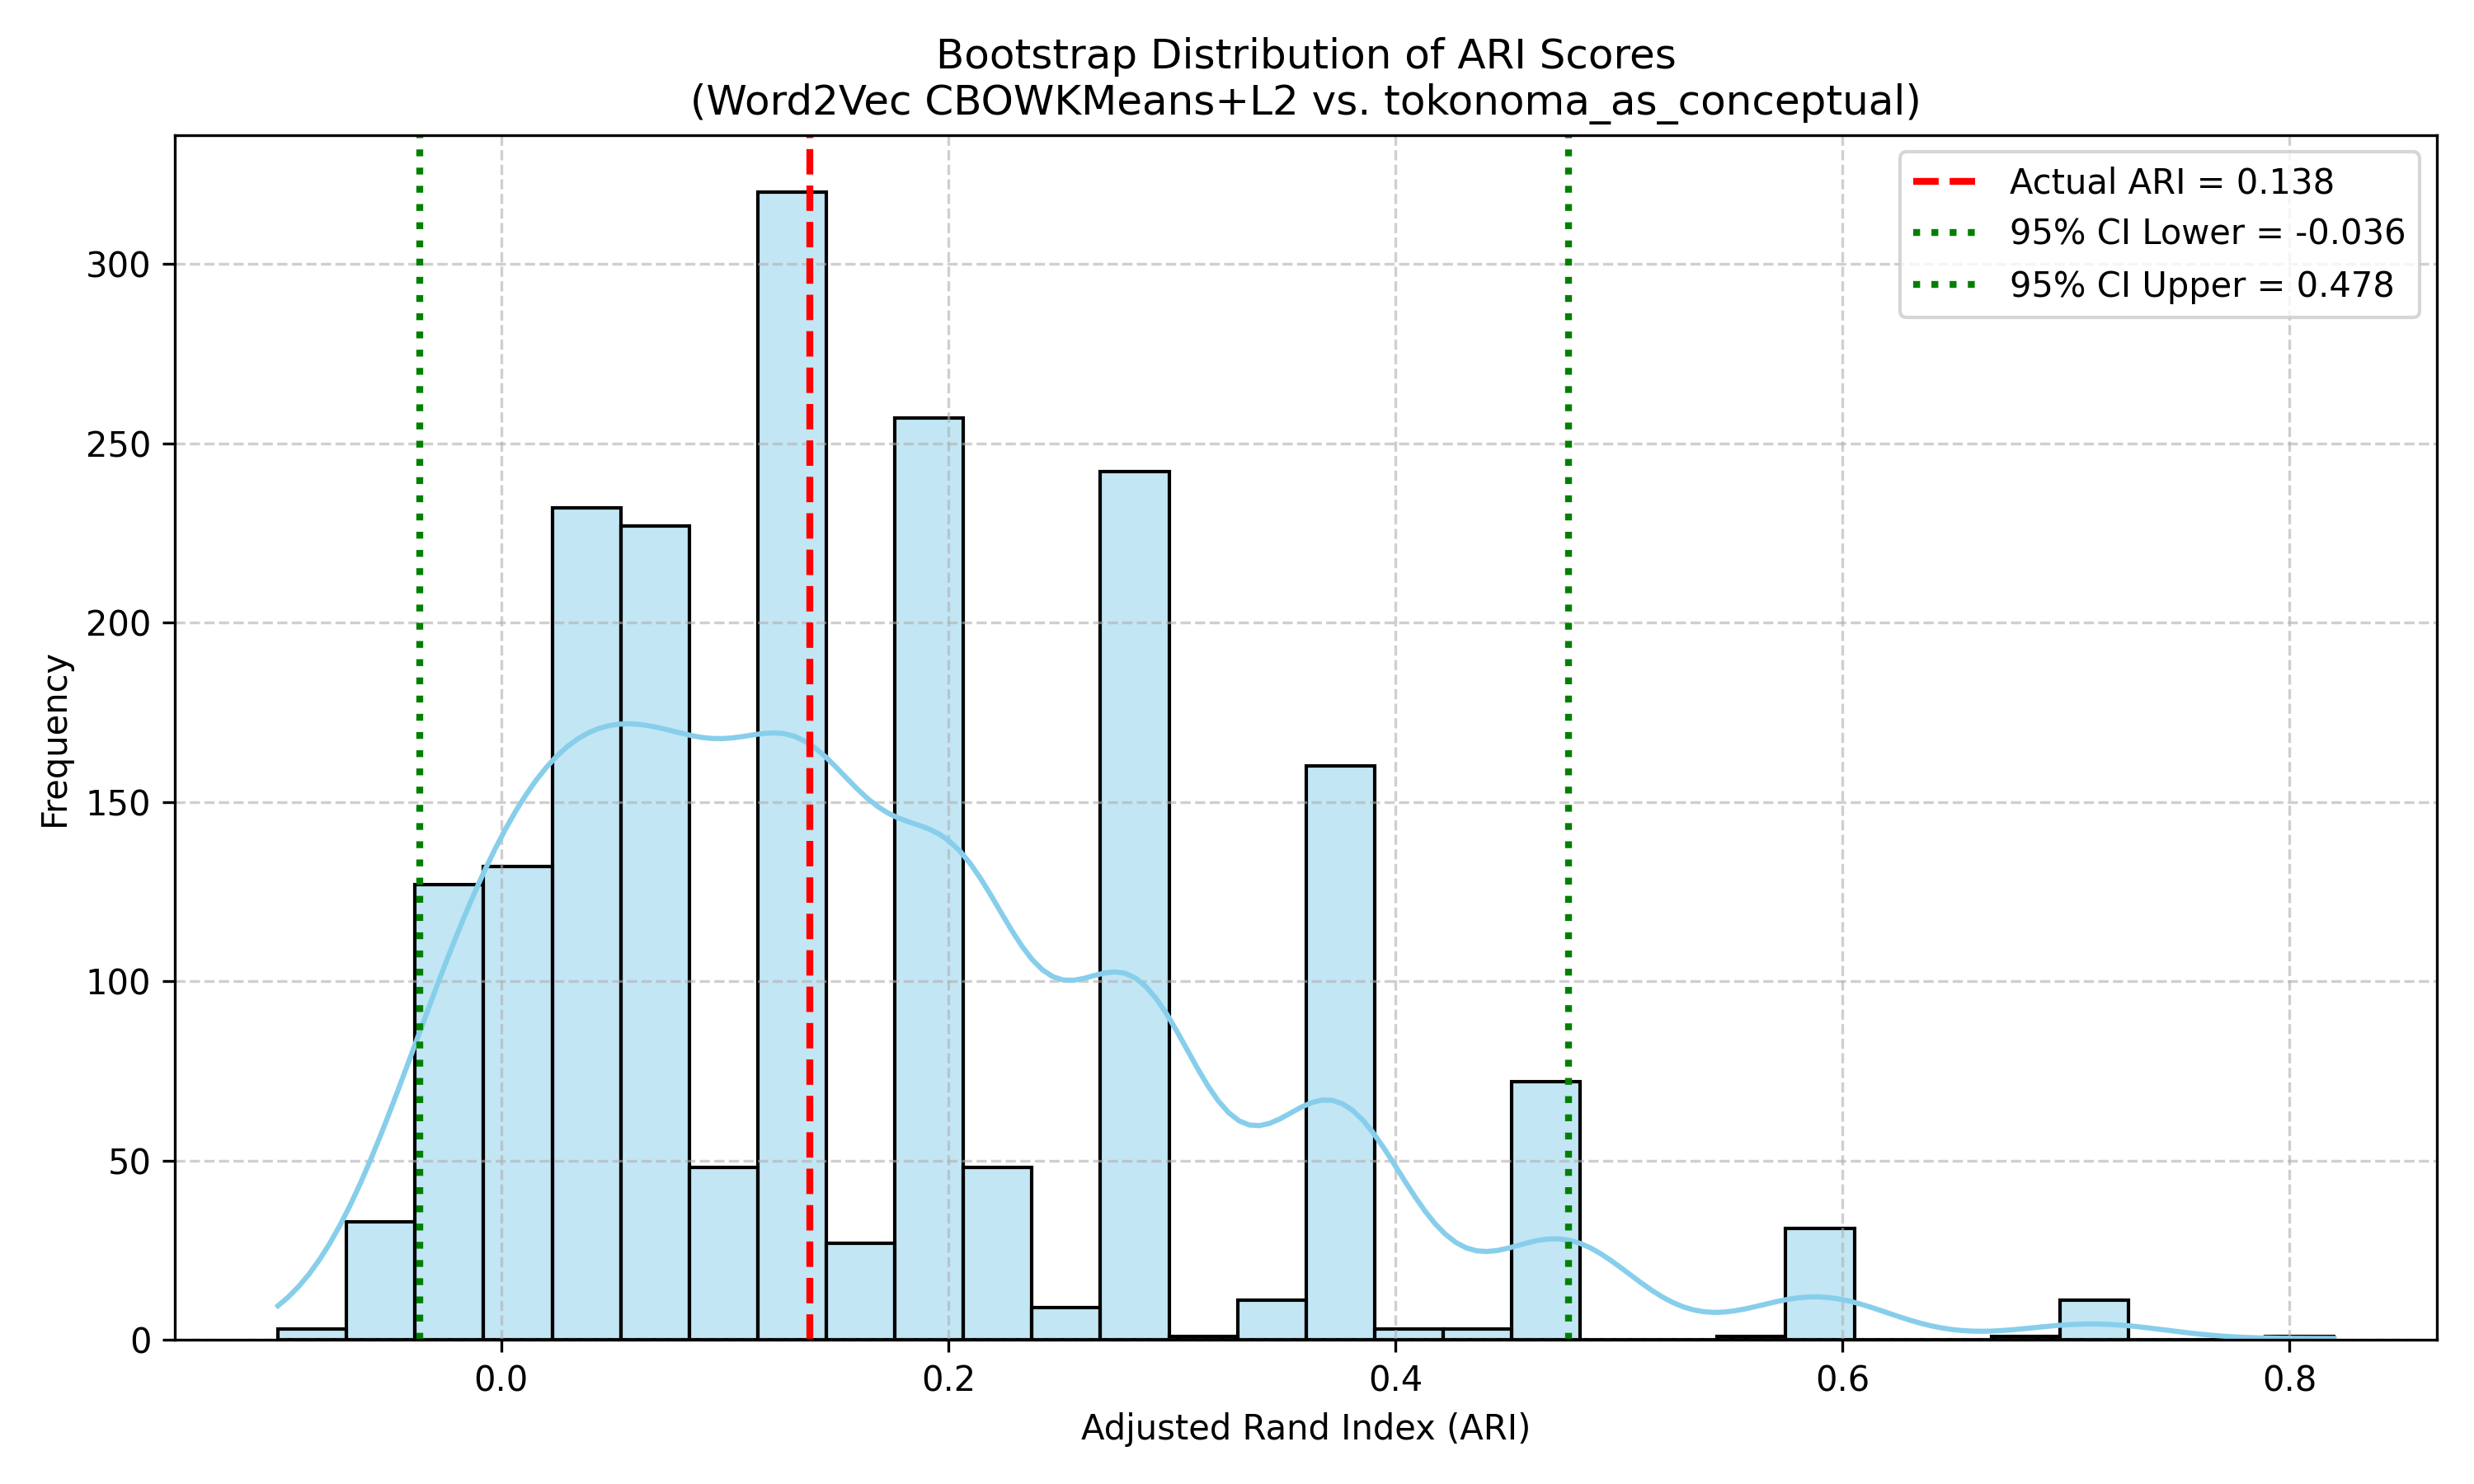 Bootstrap Distribution of ARI Scores
(Word2Vec CBOWKMeans+L2 vs. tokonoma_as_conceptual)
Actual ARI = 0.138
95% CI Lower = -0.036
95% CI Upper = 0.478
Frequency
300
250
200
150
100
50
0
0.0 0.2 0.4 0.6 0.8
Adjusted Rand Index (ARI)